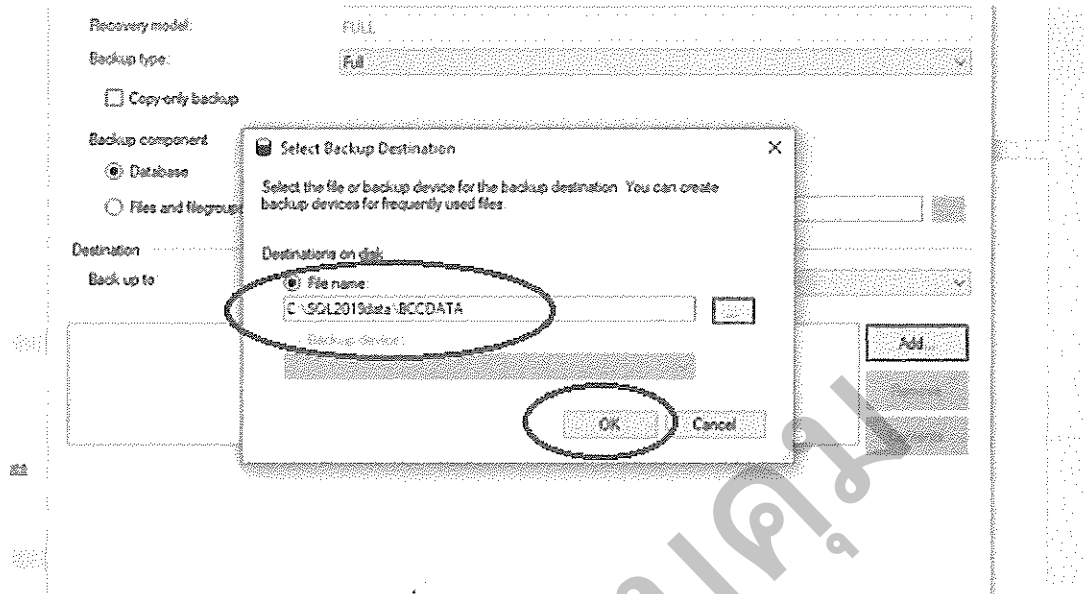 Recovery model:
FULL
Backup type:
Full
Copy-only backup
Backup component
Database
Files and filegroups
Destination
Back up to:
Add...
Select Backup Destination
Select the file or backup device for the backup destination. You can create
backup devices for frequently used files.
Destinations on disk
File name:
C:\SQL2019data\BCCDATA
...
Backup device:
OK
Cancel